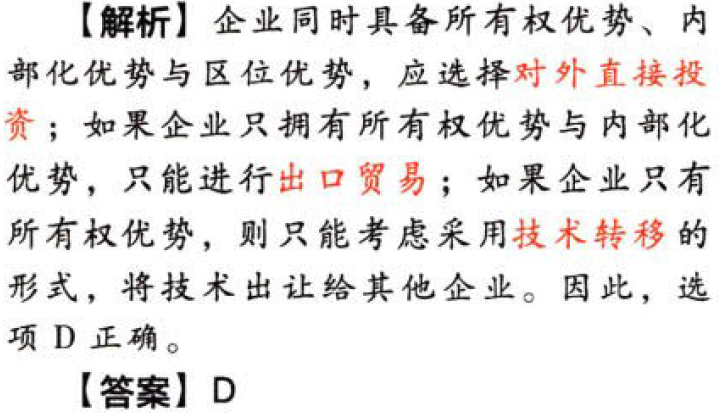 【解析】企业同时具备所有权优势、内
部化优势与区位优势，应选择对外直接投
资；如果企业只拥有所有权优势与内部化
优势，只能进行出口贸易；如果企业只有
所有权优势，则只能考虑采用技术转移的
形式，将技术出让给其他企业。因此，选
项 D 正确。
【答案】D